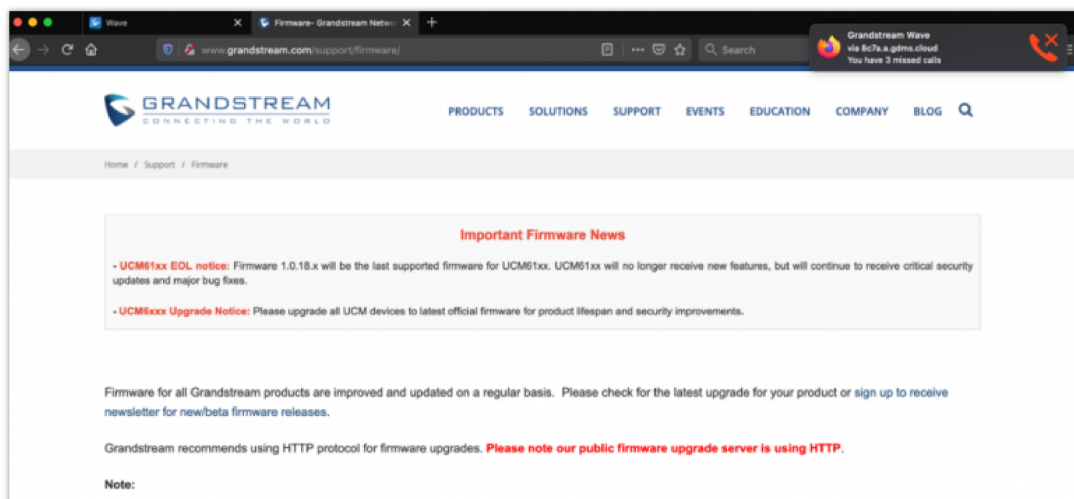 Wave
Firmware- Grandstream Netwo
www.grandstream.com/support/firmware/
Search
Grandstream Wave
via 8c7a.a.gdms.cloud
You have 3 missed calls
GRANDSTREAM
CONNECTING THE WORLD
PRODUCTS SOLUTIONS SUPPORT EVENTS EDUCATION COMPANY BLOG
Home / Support / Firmware
Important Firmware News
- UCM61xx EOL notice: Firmware 1.0.18.x will be the last supported firmware for UCM61xx. UCM61xx will no longer receive new features, but will continue to receive critical security
updates and major bug fixes.
- UCM6xxx Upgrade Notice: Please upgrade all UCM devices to latest official firmware for product lifespan and security improvements.
Firmware for all Grandstream products are improved and updated on a regular basis. Please check for the latest upgrade for your product or sign up to receive
newsletter for new/beta firmware releases.
Grandstream recommends using HTTP protocol for firmware upgrades. Please note our public firmware upgrade server is using HTTP.
Note: